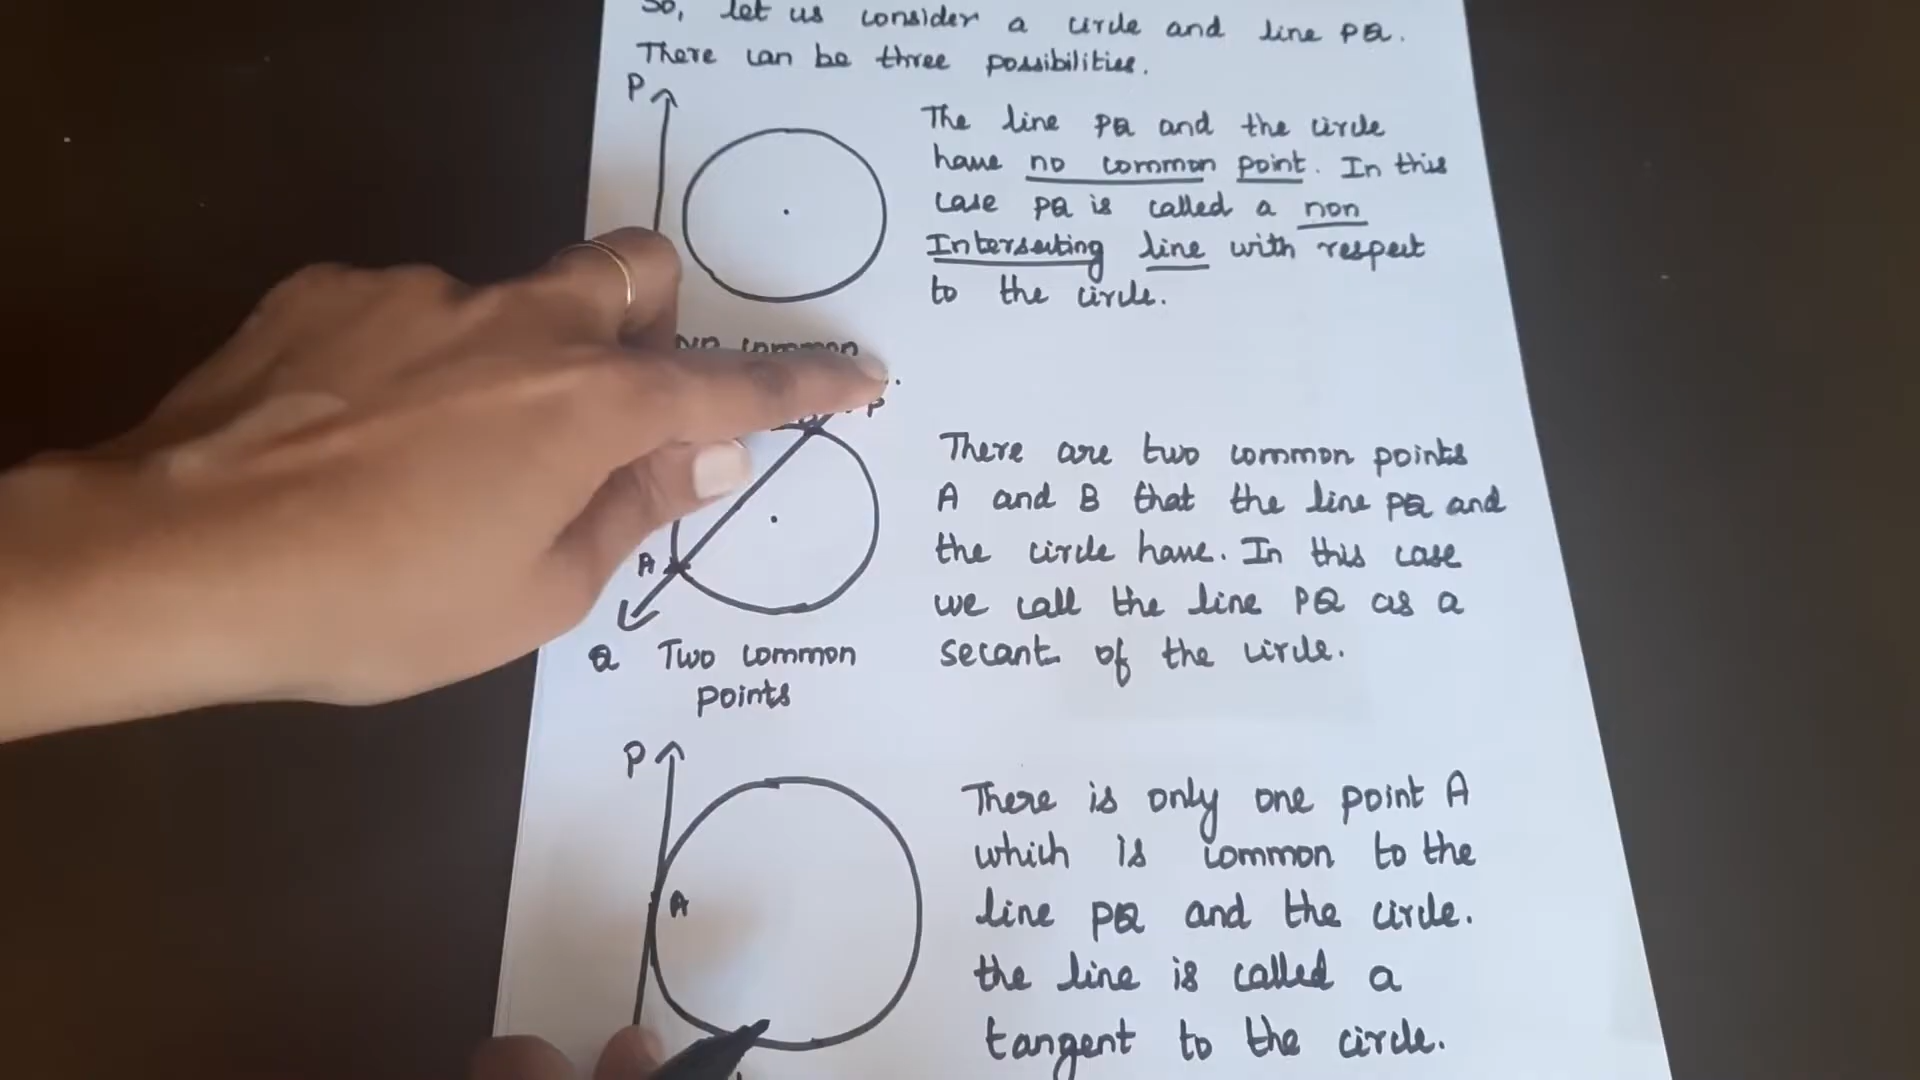 So, let us consider a circle and line PQ.
There can be three possibilities.
P
The line PQ and the circle
have no common point. In this
case PQ is called a non
Intersecting line with respect
to the circle.
No common
P
There are two common points
A and B that the line PQ and
the circle have. In this case
we call the line PQ as a
secant of the circle.
A
Q Two common
points
P
A
There is only one point A
which is common to the
line PQ and the circle.
the line is called a
tangent to the circle.